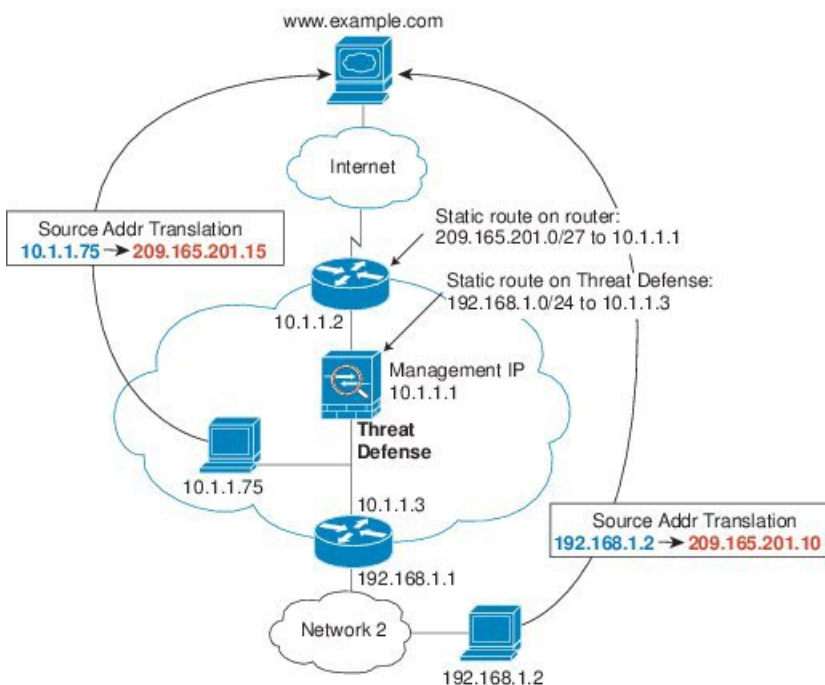 www.example.com
Internet
Source Addr Translation
10.1.1.75 → 209.165.201.15
Static route on router:
209.165.201.0/27 to 10.1.1.1
Static route on Threat Defense:
192.168.1.0/24 to 10.1.1.3
10.1.1.2
Management IP
10.1.1.1
Threat
Defense
10.1.1.75
10.1.1.3
Source Addr Translation
192.168.1.2 → 209.165.201.10
192.168.1.1
Network 2
192.168.1.2